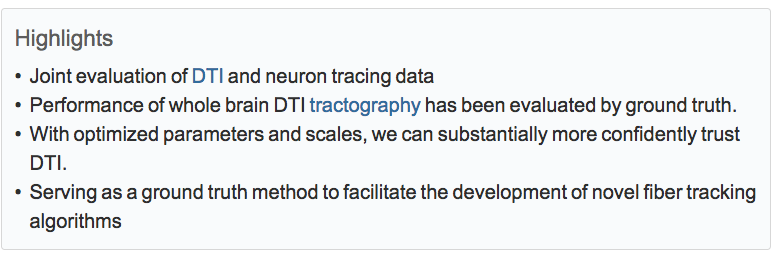 Highlights
• Joint evaluation of DTI and neuron tracing data
• Performance of whole brain DTI tractography has been evaluated by ground truth.
• With optimized parameters and scales, we can substantially more confidently trust
DTI.
• Serving as a ground truth method to facilitate the development of novel fiber tracking
algorithms